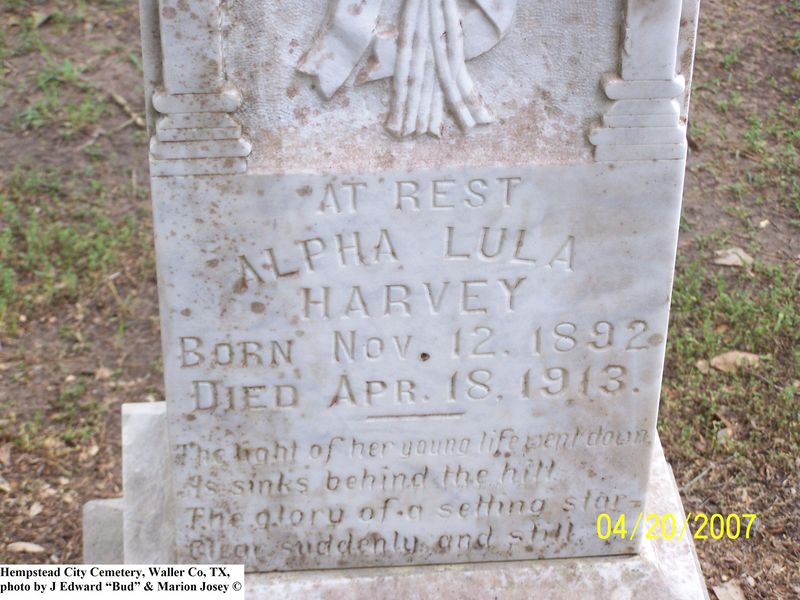 AT REST
ALPHA LULA
HARVEY
BORN NOV. 12. 1892
DIED APR. 18, 1913.
The light of her young life went down,
As sinks behind the hill
The glory of a setting star-
Clear, suddenly, and still.
04/20/2007
Hempstead City Cemetery, Waller Co, TX,
photo by J Edward “Bud” & Marion Josey ©